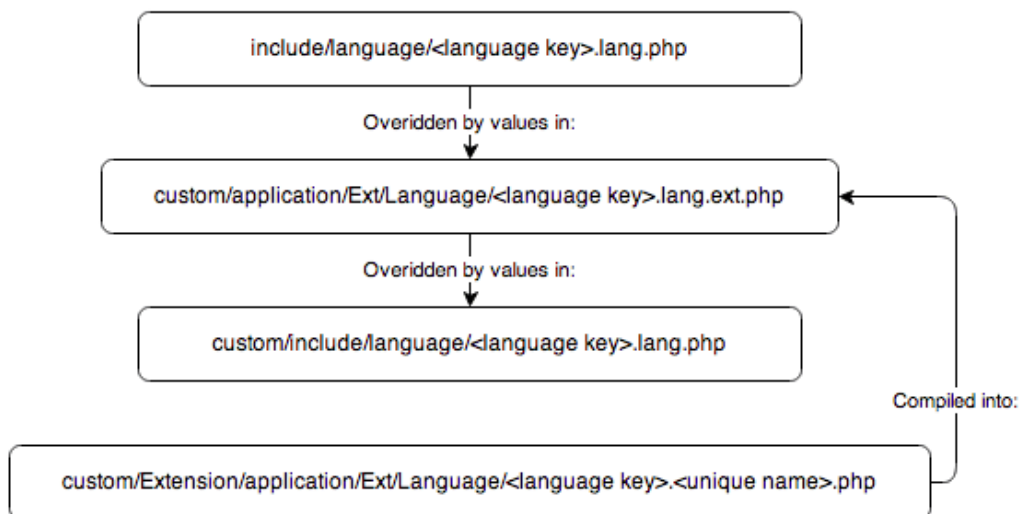 include/language/<language key>.lang.php
Overidden by values in:
custom/application/Ext/Language/<language key>.lang.ext.php
Overidden by values in:
custom/include/language/<language key>.lang.php
Compiled into:
custom/Extension/application/Ext/Language/<language key>.<unique name>.php